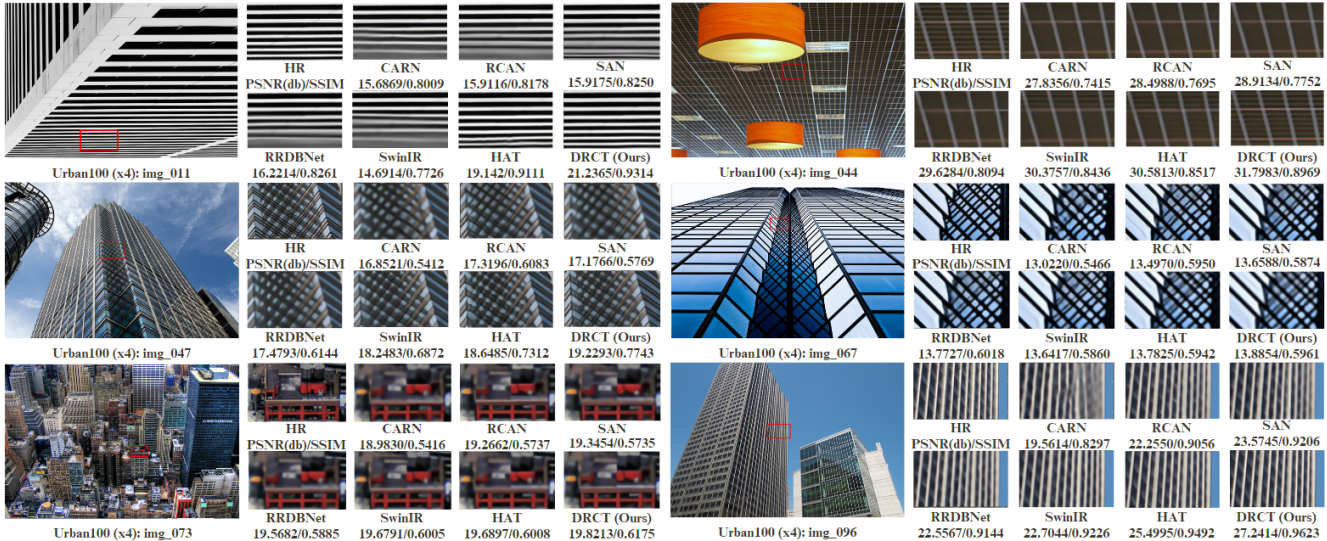 HR CARN RCAN SAN
PSNR(db)/SSIM 15.6869/0.8009 15.9116/0.8178 15.9175/0.8250
RRDBNet SwinIR HAT DRCT (Ours)
16.2214/0.8261 14.6914/0.7726 19.142/0.9111 21.2365/0.9314
Urban100 (x4): img_011
HR CARN RCAN SAN
PSNR(db)/SSIM 27.8356/0.7415 28.4988/0.7695 28.9134/0.7752
RRDBNet SwinIR HAT DRCT (Ours)
29.6284/0.8094 30.3757/0.8436 30.5813/0.8517 31.7983/0.8969
Urban100 (x4): img_044
HR CARN RCAN SAN
PSNR(db)/SSIM 16.8521/0.5412 17.3196/0.6083 17.1766/0.5769
RRDBNet SwinIR HAT DRCT (Ours)
17.4793/0.6144 18.2483/0.6872 18.6485/0.7312 19.2293/0.7743
Urban100 (x4): img_047
HR CARN RCAN SAN
PSNR(db)/SSIM 13.0220/0.5466 13.4970/0.5950 13.6588/0.5874
RRDBNet SwinIR HAT DRCT (Ours)
13.7727/0.6018 13.6417/0.5860 13.7825/0.5942 13.8854/0.5961
Urban100 (x4): img_067
HR CARN RCAN SAN
PSNR(db)/SSIM 18.9830/0.5416 19.2662/0.5737 19.3454/0.5735
RRDBNet SwinIR HAT DRCT (Ours)
19.5682/0.5885 19.6791/0.6005 19.6897/0.6008 19.8213/0.6175
Urban100 (x4): img_073
HR CARN RCAN SAN
PSNR(db)/SSIM 19.5614/0.8297 22.2550/0.9056 23.5745/0.9206
RRDBNet SwinIR HAT DRCT (Ours)
22.5567/0.9144 22.7044/0.9226 25.4995/0.9492 27.2414/0.9623
Urban100 (x4): img_096